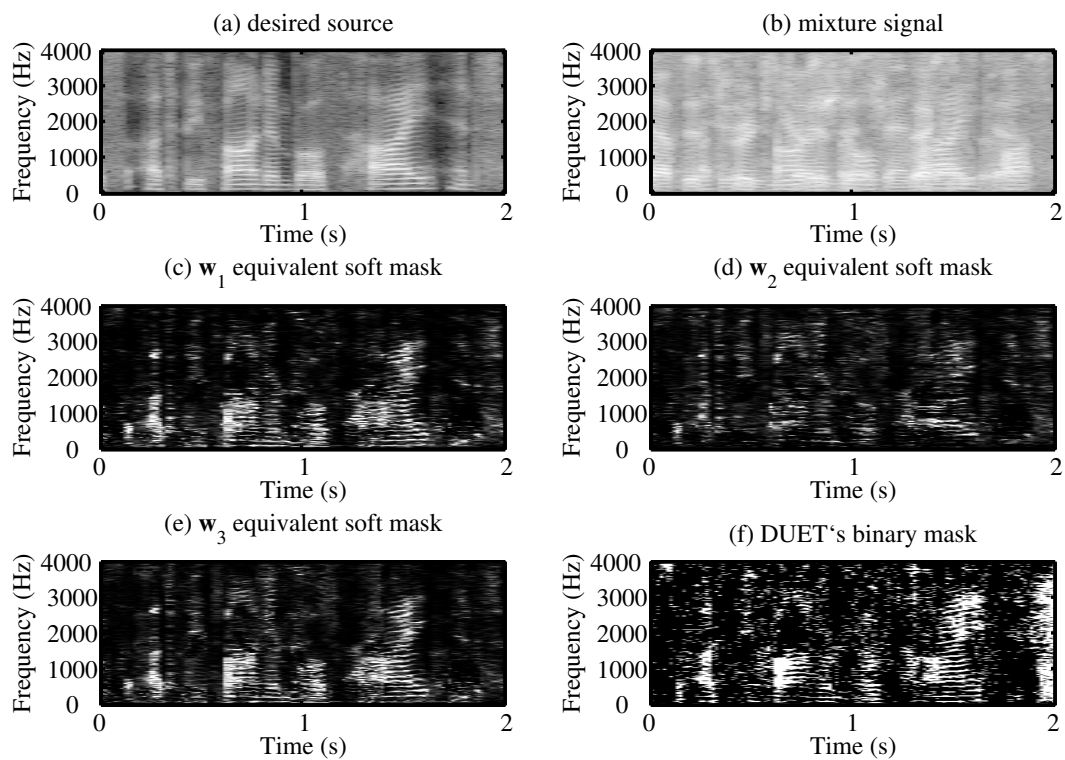 (a) desired source
4000
3000
2000
1000
0
Frequency (Hz)
0 1 2
Time (s)
(b) mixture signal
4000
3000
2000
1000
0
Frequency (Hz)
0 1 2
Time (s)
(c) w1 equivalent soft mask
4000
3000
2000
1000
0
Frequency (Hz)
0 1 2
Time (s)
(d) w2 equivalent soft mask
4000
3000
2000
1000
0
Frequency (Hz)
0 1 2
Time (s)
(e) w3 equivalent soft mask
4000
3000
2000
1000
0
Frequency (Hz)
0 1 2
Time (s)
(f) DUET‘s binary mask
4000
3000
2000
1000
0
Frequency (Hz)
0 1 2
Time (s)